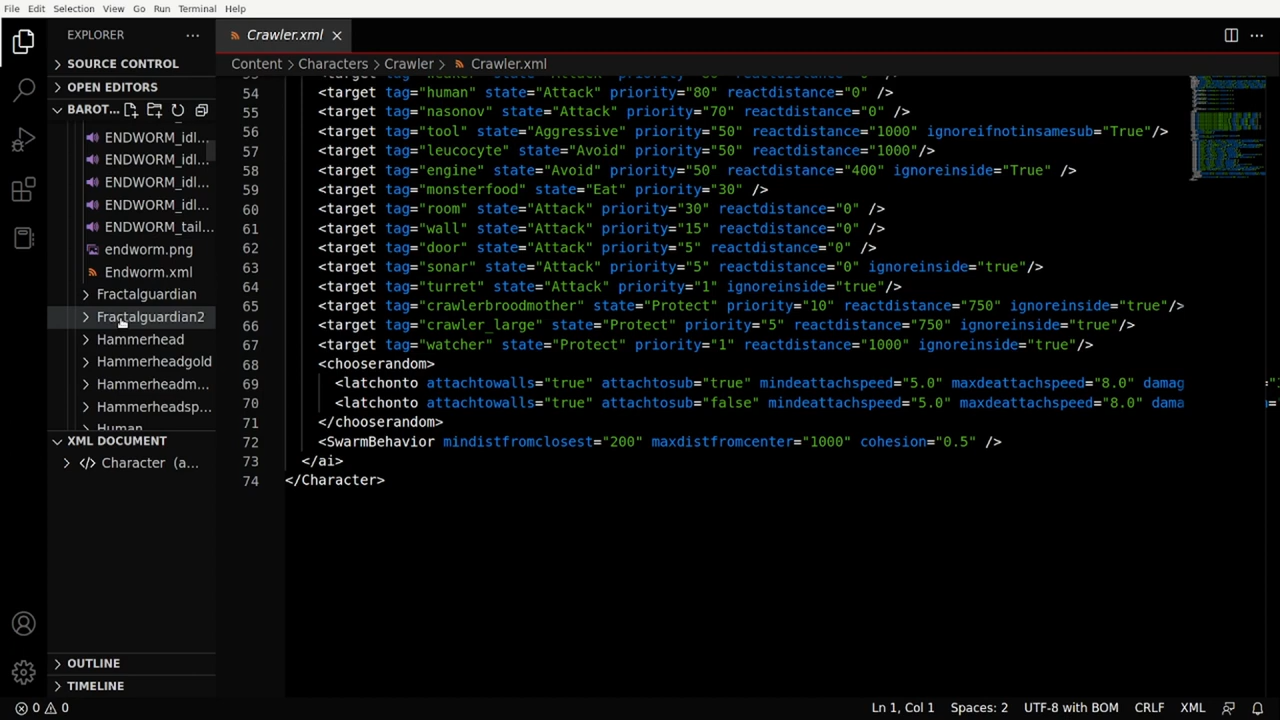 File Edit Selection View Go Run Terminal Help
EXPLORER
SOURCE CONTROL
OPEN EDITORS
BAROT...
ENDWORM_idl...
ENDWORM_idl...
ENDWORM_idl...
ENDWORM_idl...
ENDWORM_tail...
endworm.png
Endworm.xml
Fractalguardian
Fractalguardian2
Hammerhead
Hammerheadgold
Hammerheadm...
Hammerheadsp...
Human
XML DOCUMENT
Character (a...
OUTLINE
TIMELINE
Crawler.xml
Content > Characters > Crawler > Crawler.xml
54 <target tag="human" state="Attack" priority="80" reactdistance="0" />
55 <target tag="nasonov" state="Attack" priority="70" reactdistance="0" />
56 <target tag="tool" state="Aggressive" priority="50" reactdistance="1000" ignoreifnotinsamesub="True"/>
57 <target tag="leucocyte" state="Avoid" priority="50" reactdistance="1000"/>
58 <target tag="engine" state="Avoid" priority="50" reactdistance="400" ignoreinside="True" />
59 <target tag="monsterfood" state="Eat" priority="30" />
60 <target tag="room" state="Attack" priority="30" reactdistance="0" />
61 <target tag="wall" state="Attack" priority="15" reactdistance="0" />
62 <target tag="door" state="Attack" priority="5" reactdistance="0" />
63 <target tag="sonar" state="Attack" priority="5" reactdistance="0" ignoreinside="true"/>
64 <target tag="turret" state="Attack" priority="1" ignoreinside="true"/>
65 <target tag="crawlerbroodmother" state="Protect" priority="10" reactdistance="750" ignoreinside="true"/>
66 <target tag="crawler_large" state="Protect" priority="5" reactdistance="750" ignoreinside="true"/>
67 <target tag="watcher" state="Protect" priority="1" reactdistance="1000" ignoreinside="true"/>
68 <chooserandom>
69 <latchonto attachtowalls="true" attachtosub="true" mindeattachspeed="5.0" maxdeattachspeed="8.0" damag
70 <latchonto attachtowalls="true" attachtosub="false" mindeattachspeed="5.0" maxdeattachspeed="8.0" dama
71 </chooserandom>
72 <SwarmBehavior mindistfromclosest="200" maxdistfromcenter="1000" cohesion="0.5" />
73 </ai>
74 </Character>
0 0
Ln 1, Col 1 Spaces: 2 UTF-8 with BOM CRLF XML